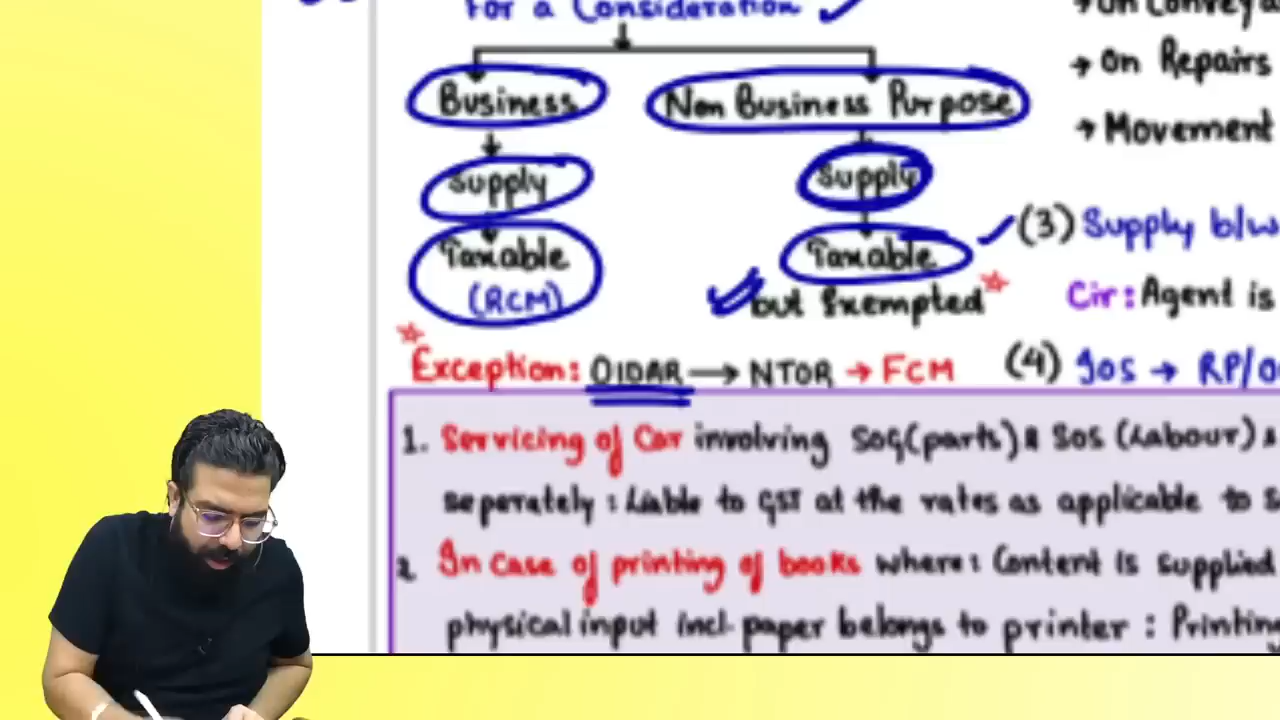 For a Consideration
→ On Conveya
→ On Repairs
→ Movement
Business
Non Business Purpose
Supply
Supply
Taxable
(RCM)
Taxable
but Exempted*
(3) Supply b/w
Cir: Agent is
*
Exception: OIDAR → NTOR → FCM
(4) IOS → RP/
1. Servicing of Car involving SOG(parts) & SOS (Labour) &
seperately : Liable to GST at the rates as applicable to
2 In Case of printing of books where: Content is supplied
physical input incl. paper belongs to printer : Printing